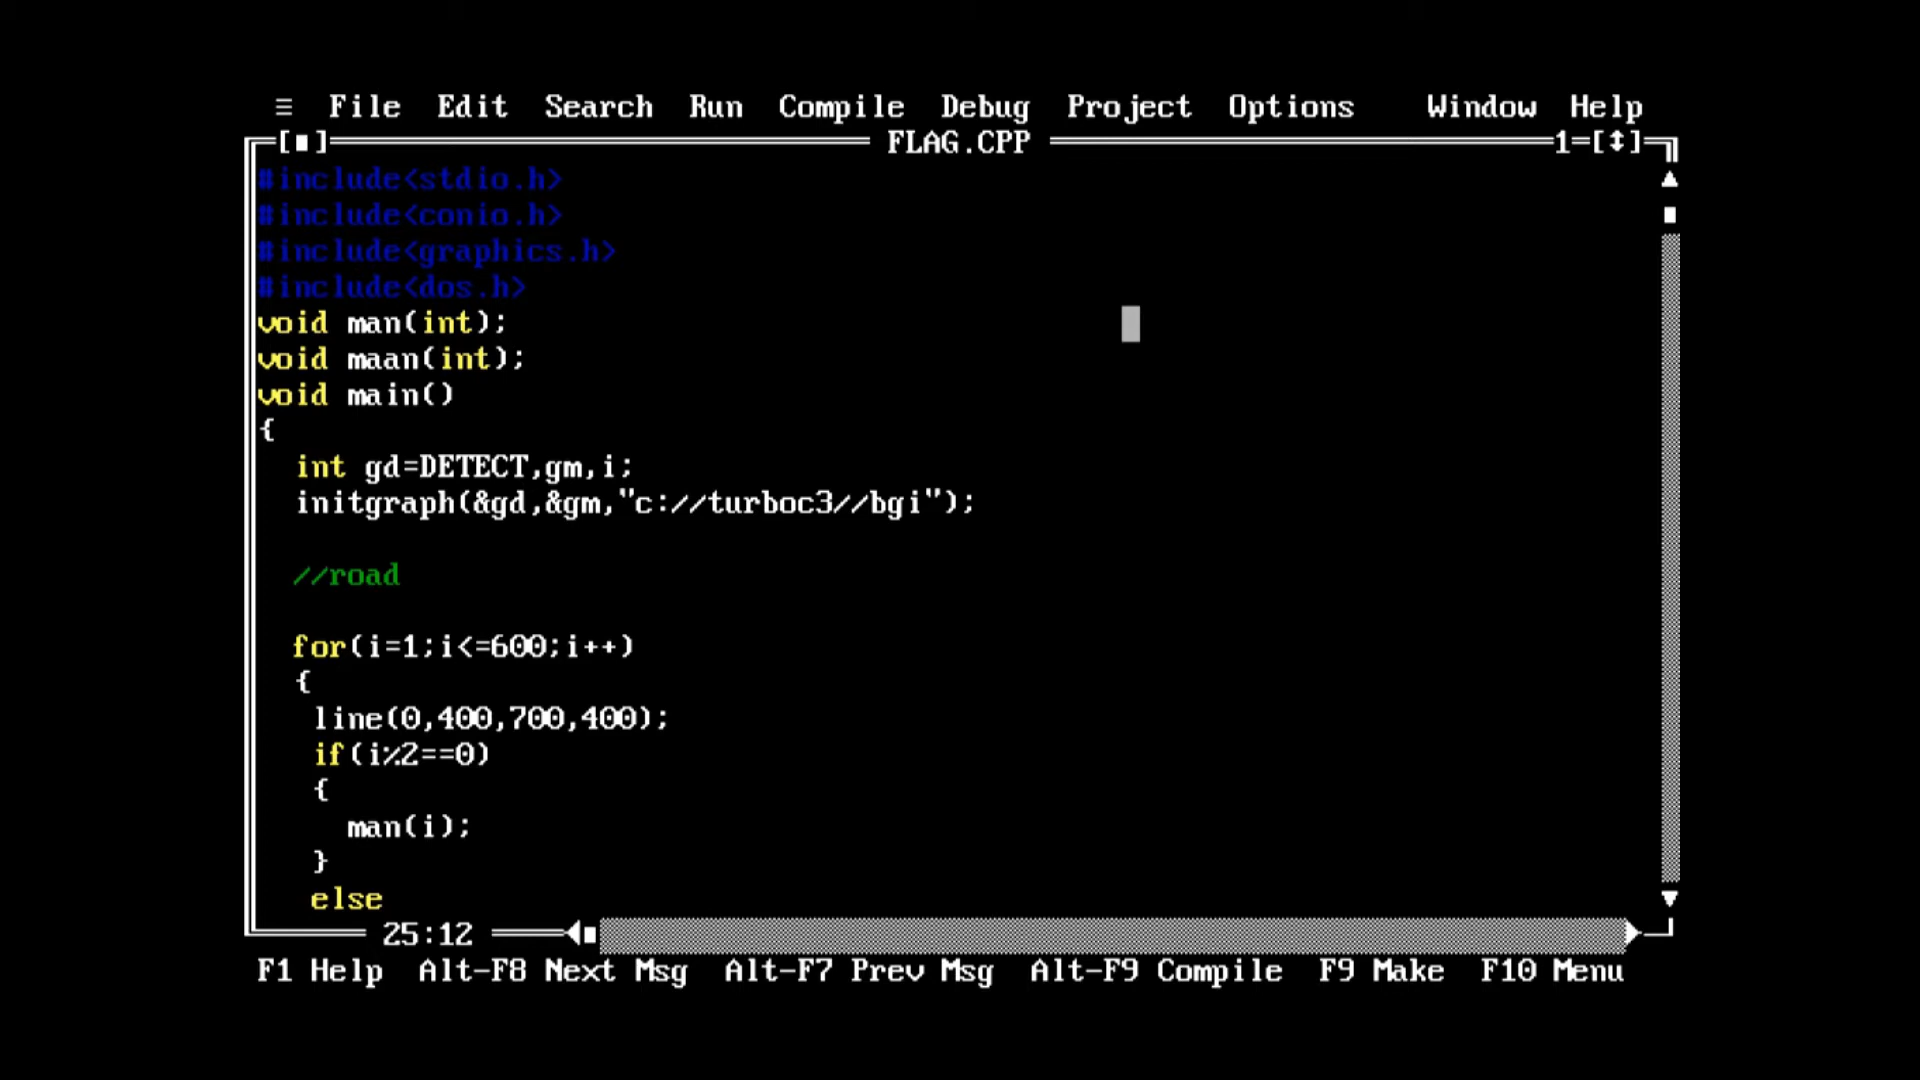 ≡ File Edit Search Run Compile Debug Project Options Window Help
[■] FLAG.CPP 1=[↕]
#include<stdio.h>
#include<conio.h>
#include<graphics.h>
#include<dos.h>
void man(int);
void maan(int);
void main()
{
int gd=DETECT,gm,i;
initgraph(&gd,&gm,"c://turboc3//bgi");
//road
for(i=1;i<=600;i++)
{
line(0,400,700,400);
if(i%2==0)
{
man(i);
}
else
25:12
F1 Help Alt-F8 Next Msg Alt-F7 Prev Msg Alt-F9 Compile F9 Make F10 Menu